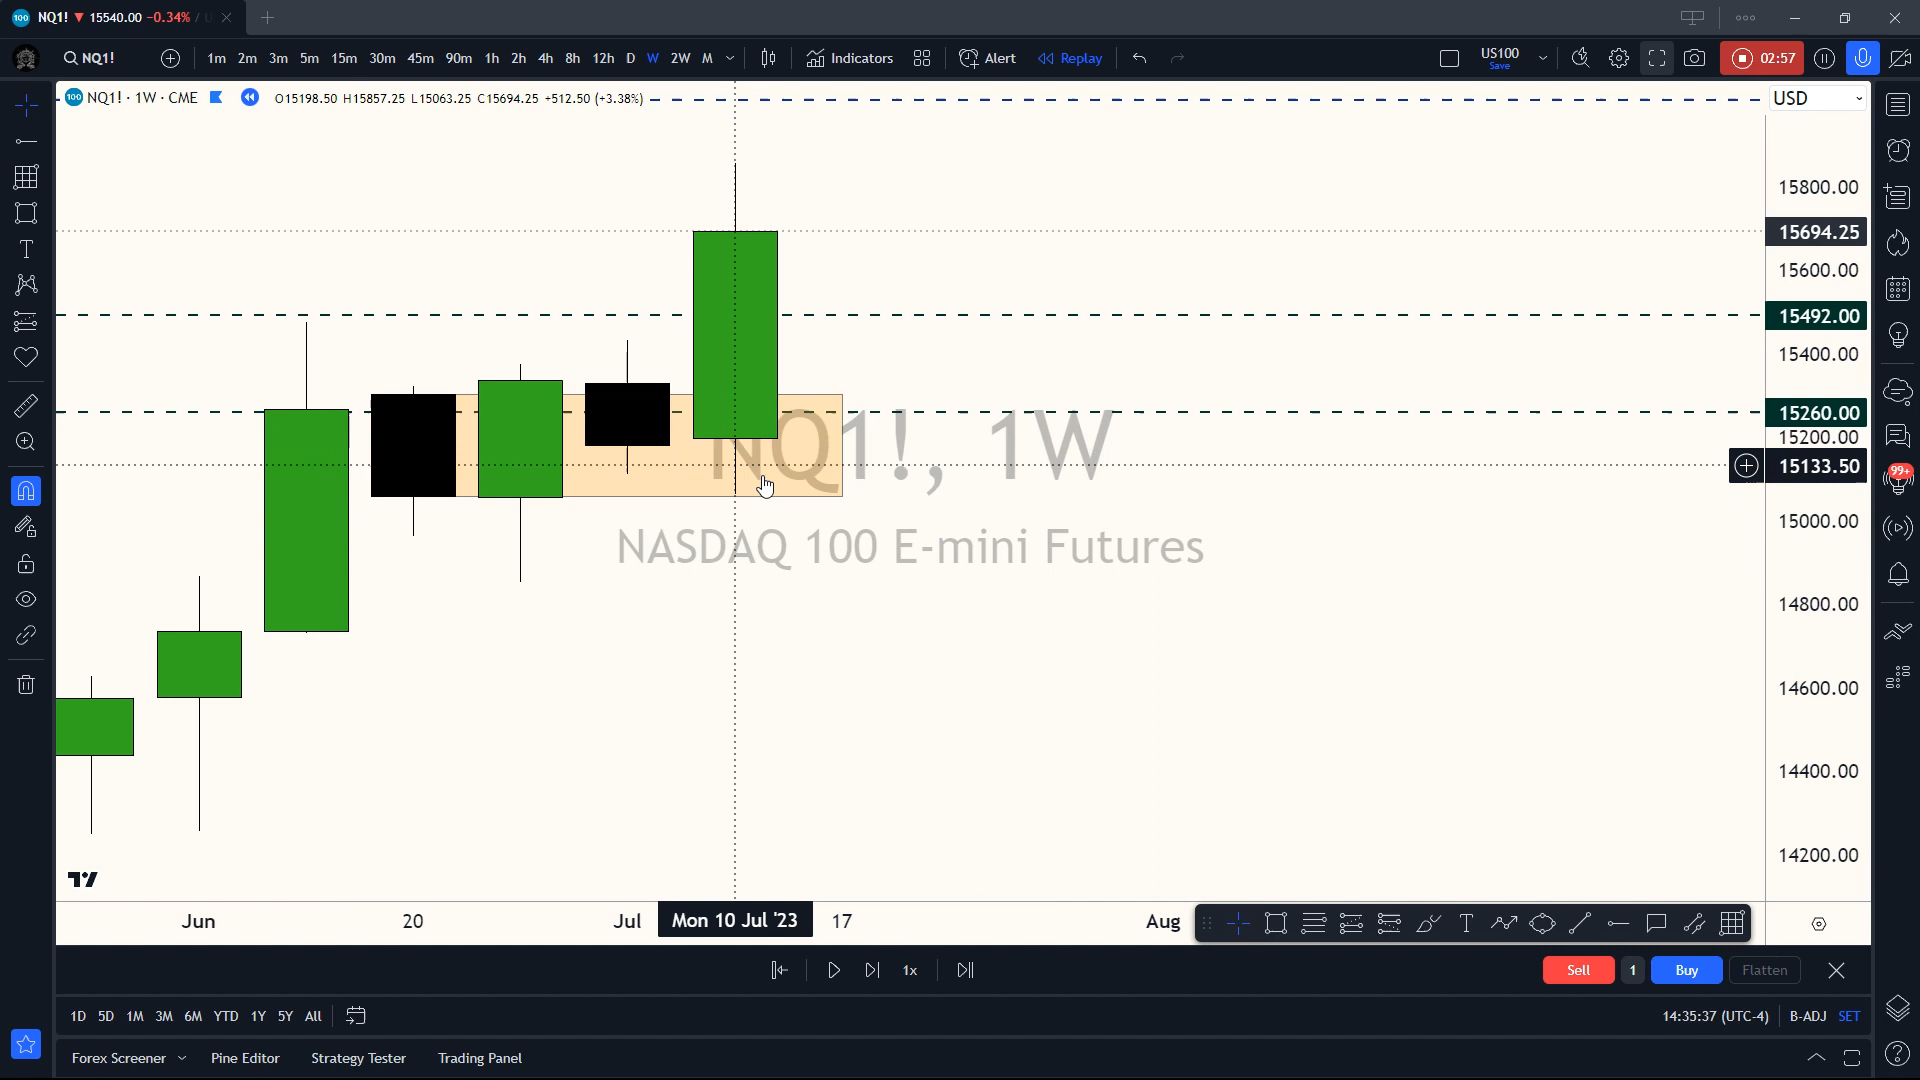 100 NQ1! ▼ 15540.00 −0.34% / U
NQ1! 1m 2m 3m 5m 15m 30m 45m 90m 1h 2h 4h 8h 12h D W 2W M Indicators Alert Replay US100 Save 02:57
100 NQ1! · 1W · CME O15198.50 H15857.25 L15063.25 C15694.25 +512.50 (+3.38%)
USD
15800.00
15694.25
15600.00
15492.00
15400.00
15260.00
15200.00
15133.50
15000.00
14800.00
14600.00
14400.00
14200.00
NQ1!, 1W
NASDAQ 100 E-mini Futures
99+
Jun 20 Jul Mon 10 Jul '23 17 Aug
1x Sell 1 Buy Flatten
1D 5D 1M 3M 6M YTD 1Y 5Y All 14:35:37 (UTC-4) B-ADJ SET
Forex Screener Pine Editor Strategy Tester Trading Panel